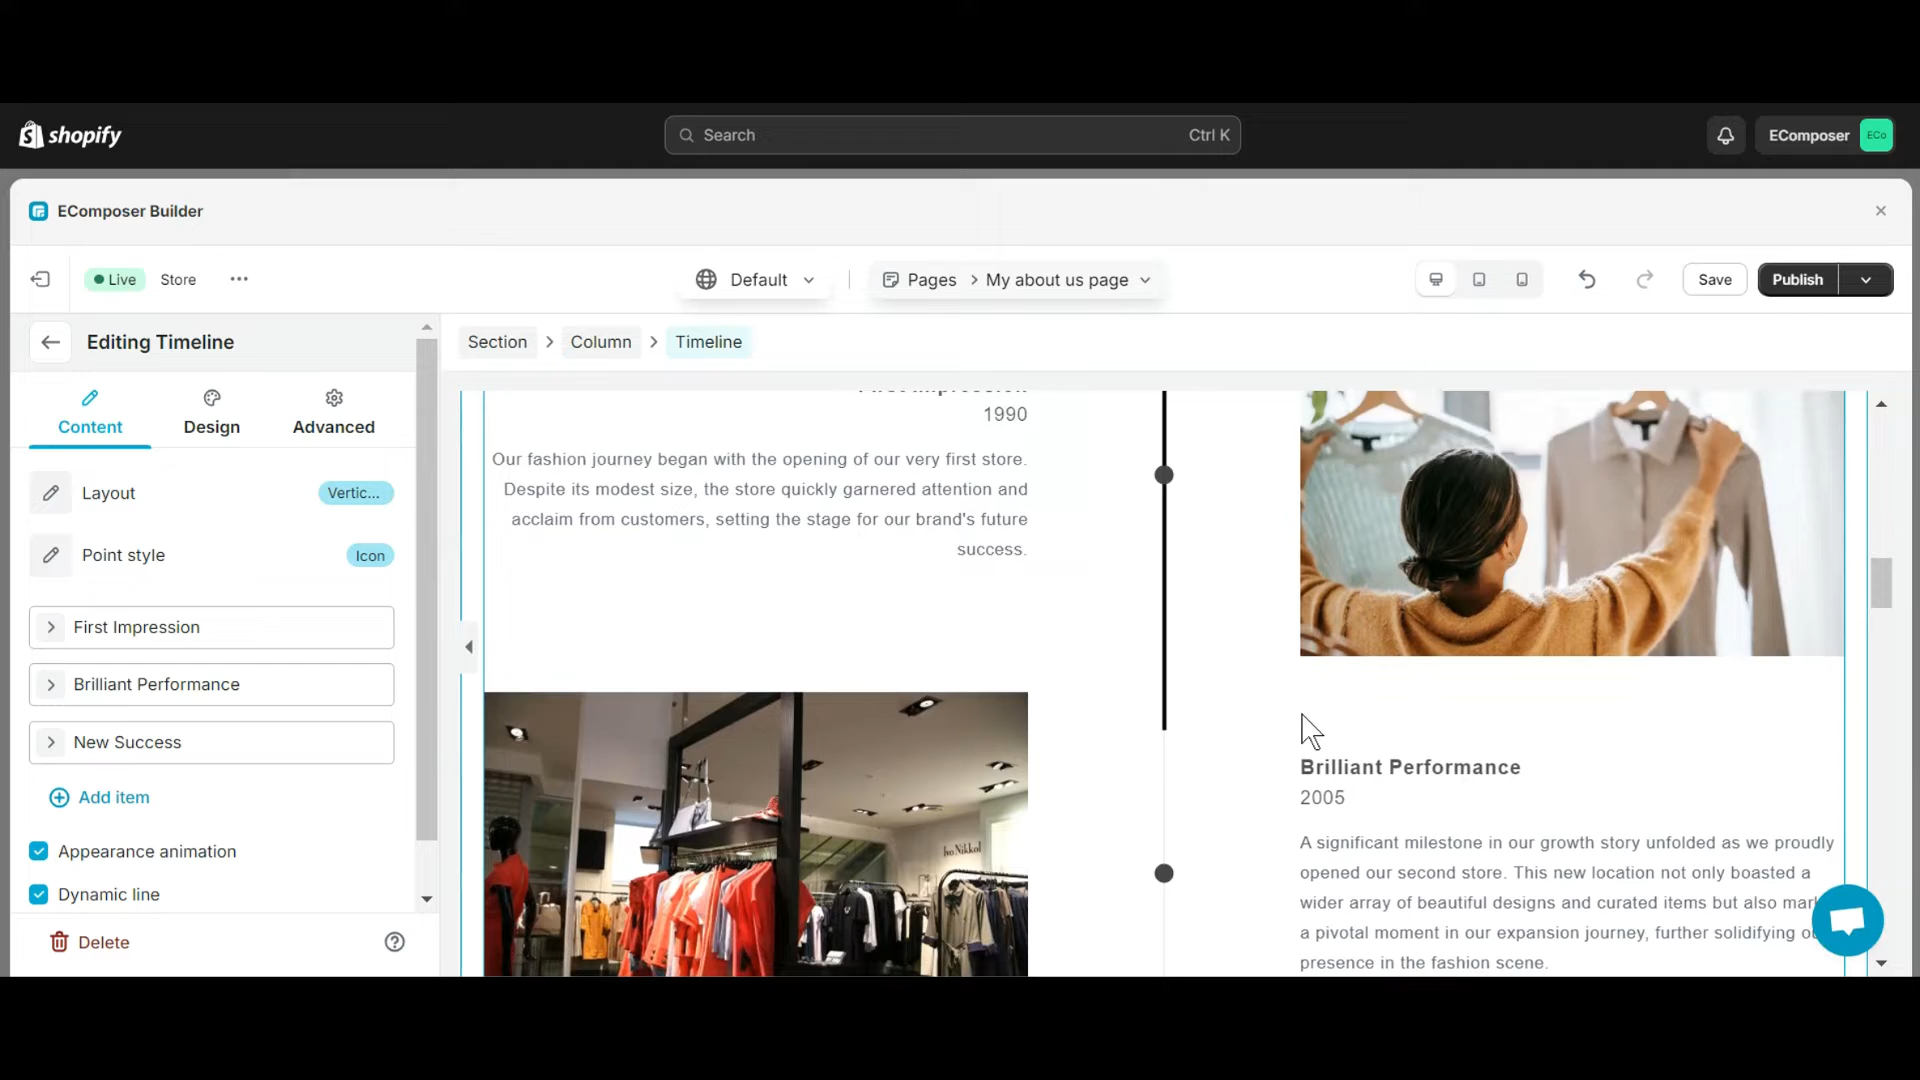 shopify
Search
Ctrl K
EComposer
ECo
EComposer Builder
Live
Store
Default
Pages
My about us page
Save
Publish
Editing Timeline
Section
Column
Timeline
Content
Design
Advanced
Layout
Vertic...
Point style
Icon
First Impression
Brilliant Performance
New Success
Add item
Appearance animation
Dynamic line
Delete
First Impression
1990
Our fashion journey began with the opening of our very first store.
Despite its modest size, the store quickly garnered attention and
acclaim from customers, setting the stage for our brand's future
success.
Ivo Nikkol
Brilliant Performance
2005
A significant milestone in our growth story unfolded as we proudly
opened our second store. This new location not only boasted a
wider array of beautiful designs and curated items but also mar
a pivotal moment in our expansion journey, further solidifying o
presence in the fashion scene.